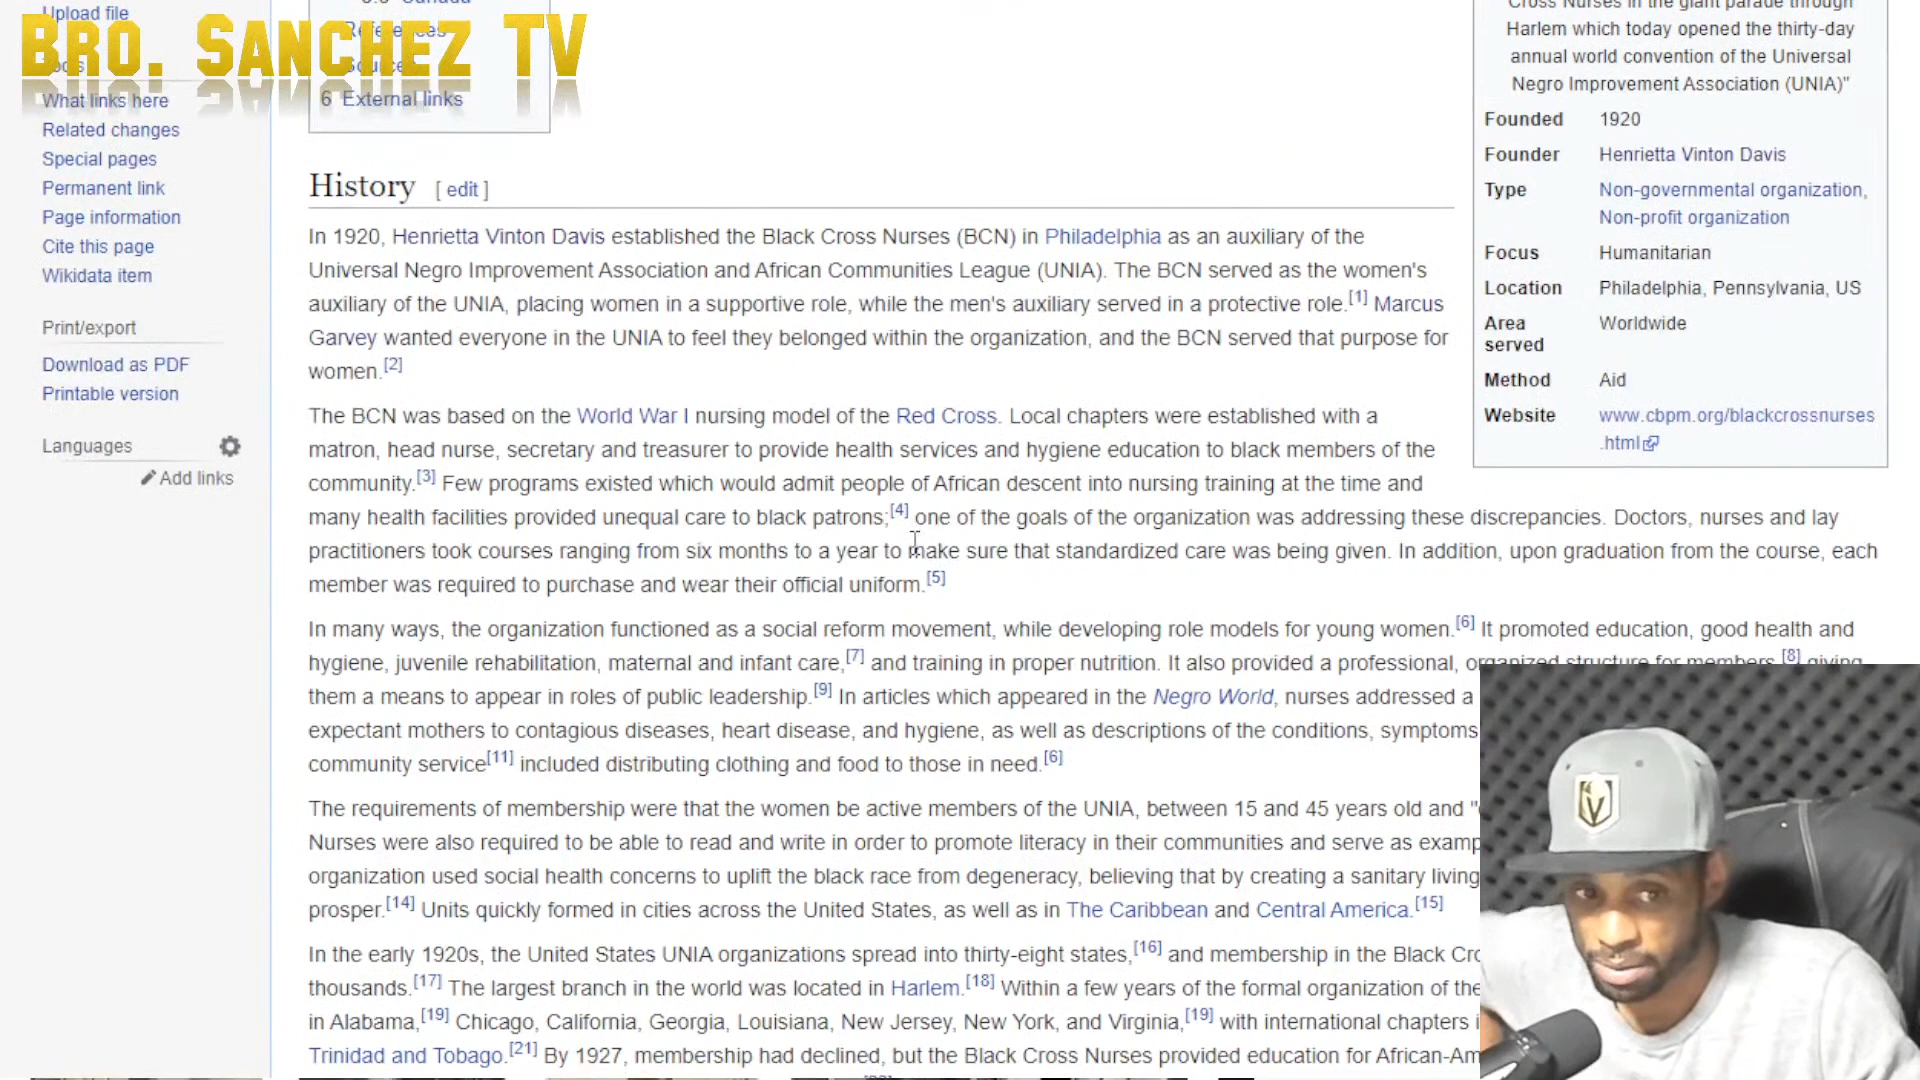 Upload file
BRO. SANCHEZ TV
References
6 External links
What links here
Related changes
Special pages
Permanent link
Page information
Cite this page
Wikidata item
Print/export
Download as PDF
Printable version
Languages
Add links
History [ edit ]
In 1920, Henrietta Vinton Davis established the Black Cross Nurses (BCN) in Philadelphia as an auxiliary of the
Universal Negro Improvement Association and African Communities League (UNIA). The BCN served as the women's
auxiliary of the UNIA, placing women in a supportive role, while the men's auxiliary served in a protective role.[1] Marcus
Garvey wanted everyone in the UNIA to feel they belonged within the organization, and the BCN served that purpose for
women.[2]
The BCN was based on the World War I nursing model of the Red Cross. Local chapters were established with a
matron, head nurse, secretary and treasurer to provide health services and hygiene education to black members of the
community.[3] Few programs existed which would admit people of African descent into nursing training at the time and
many health facilities provided unequal care to black patrons;[4] one of the goals of the organization was addressing these discrepancies. Doctors, nurses and lay
practitioners took courses ranging from six months to a year to make sure that standardized care was being given. In addition, upon graduation from the course, each
member was required to purchase and wear their official uniform.[5]
In many ways, the organization functioned as a social reform movement, while developing role models for young women.[6] It promoted education, good health and
hygiene, juvenile rehabilitation, maternal and infant care,[7] and training in proper nutrition. It also provided a professional, organized structure for members,[8] giving
them a means to appear in roles of public leadership.[9] In articles which appeared in the Negro World, nurses addressed a
expectant mothers to contagious diseases, heart disease, and hygiene, as well as descriptions of the conditions, symptoms
community service[11] included distributing clothing and food to those in need.[6]
The requirements of membership were that the women be active members of the UNIA, between 15 and 45 years old and "
Nurses were also required to be able to read and write in order to promote literacy in their communities and serve as
organization used social health concerns to uplift the black race from degeneracy, believing that by creating a sanitary living
prosper.[14] Units quickly formed in cities across the United States, as well as in The Caribbean and Central America.[15]
In the early 1920s, the United States UNIA organizations spread into thirty-eight states,[16] and membership in the Black
thousands.[17] The largest branch in the world was located in Harlem.[18] Within a few years of the formal organization of the
in Alabama,[19] Chicago, California, Georgia, Louisiana, New Jersey, New York, and Virginia,[19] with international chapters
Trinidad and Tobago.[21] By 1927, membership had declined, but the Black Cross Nurses provided education for
Cross Nurses in the giant parade through
Harlem which today opened the thirty-day
annual world convention of the Universal
Negro Improvement Association (UNIA)"
Founded 1920
Founder Henrietta Vinton Davis
Type Non-governmental organization,
Non-profit organization
Focus Humanitarian
Location Philadelphia, Pennsylvania, US
Area served Worldwide
Method Aid
Website www.cbpm.org/blackcrossnurses
.html